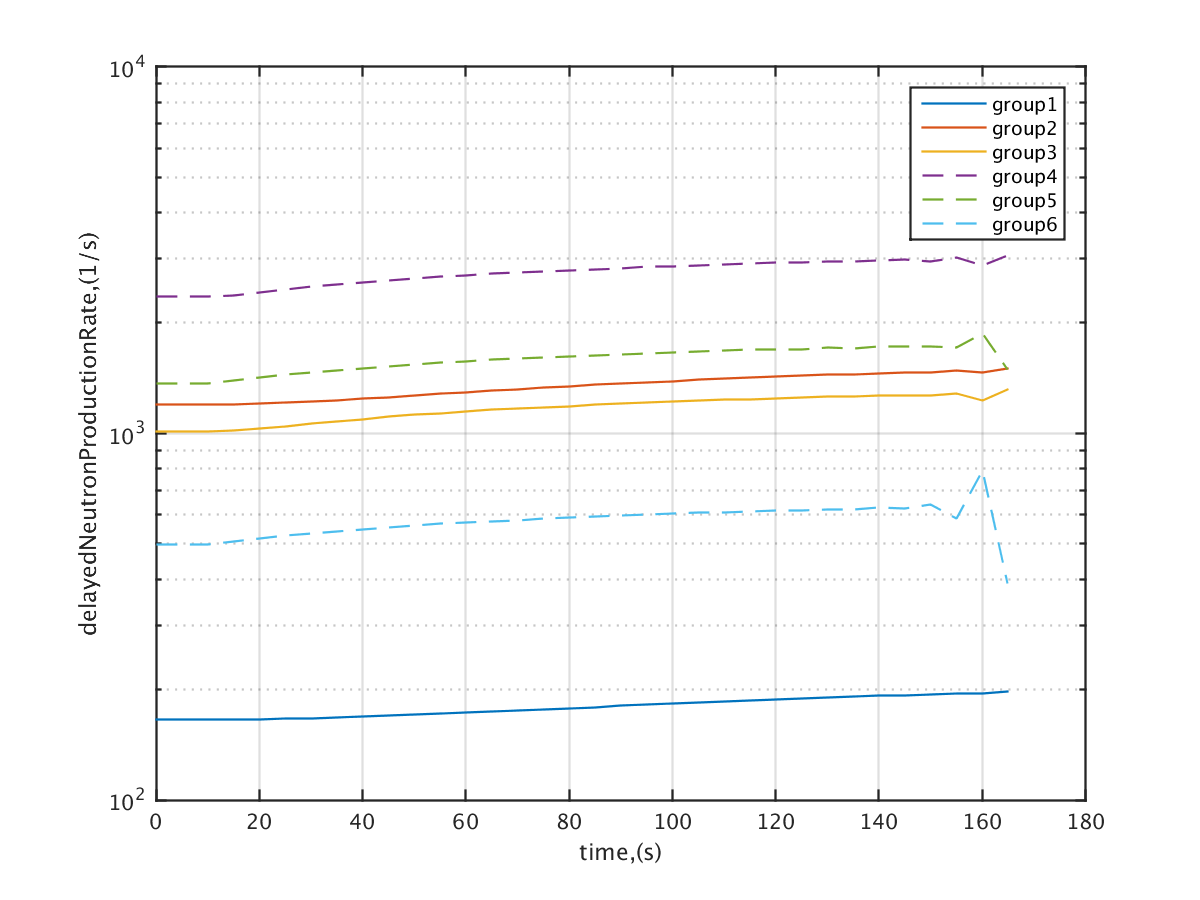 10^4
10^3
10^2
delayedNeutronProductionRate,(1/s)
group1
group2
group3
group4
group5
group6
0 20 40 60 80 100 120 140 160 180
time,(s)